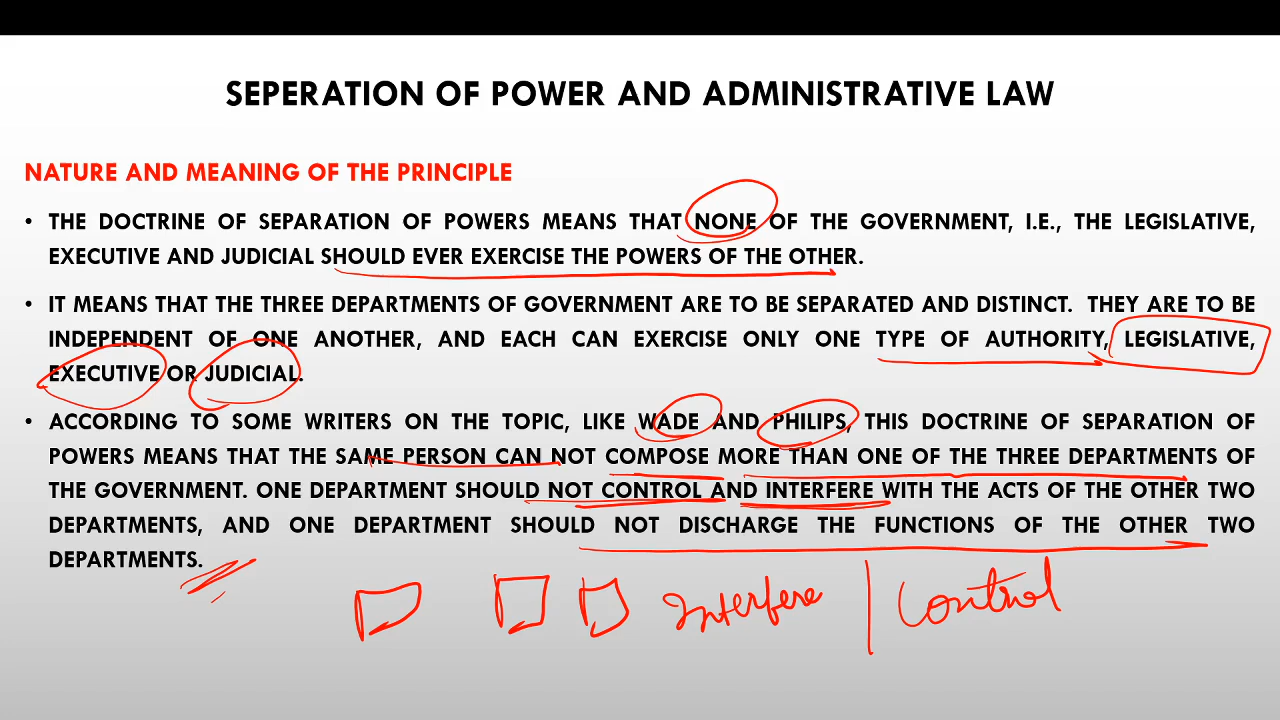 SEPERATION OF POWER AND ADMINISTRATIVE LAW
NATURE AND MEANING OF THE PRINCIPLE
• THE DOCTRINE OF SEPARATION OF POWERS MEANS THAT NONE OF THE GOVERNMENT, I.E., THE LEGISLATIVE,
EXECUTIVE AND JUDICIAL SHOULD EVER EXERCISE THE POWERS OF THE OTHER.
• IT MEANS THAT THE THREE DEPARTMENTS OF GOVERNMENT ARE TO BE SEPARATED AND DISTINCT. THEY ARE TO BE
INDEPENDENT OF ONE ANOTHER, AND EACH CAN EXERCISE ONLY ONE TYPE OF AUTHORITY, LEGISLATIVE,
EXECUTIVE OR JUDICIAL.
• ACCORDING TO SOME WRITERS ON THE TOPIC, LIKE WADE AND PHILIPS, THIS DOCTRINE OF SEPARATION OF
POWERS MEANS THAT THE SAME PERSON CAN NOT COMPOSE MORE THAN ONE OF THE THREE DEPARTMENTS OF
THE GOVERNMENT. ONE DEPARTMENT SHOULD NOT CONTROL AND INTERFERE WITH THE ACTS OF THE OTHER TWO
DEPARTMENTS, AND ONE DEPARTMENT SHOULD NOT DISCHARGE THE FUNCTIONS OF THE OTHER TWO
DEPARTMENTS.
Interfere | Control